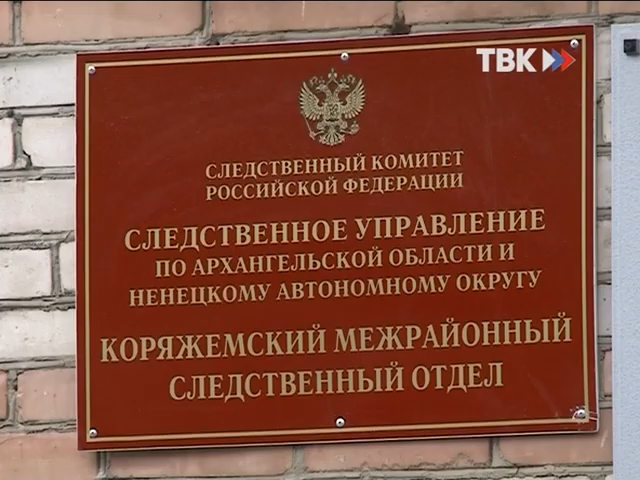 ТВК
СЛЕДСТВЕННЫЙ КОМИТЕТ
РОССИЙСКОЙ ФЕДЕРАЦИИ
СЛЕДСТВЕННОЕ УПРАВЛЕНИЕ
ПО АРХАНГЕЛЬСКОЙ ОБЛАСТИ И
НЕНЕЦКОМУ АВТОНОМНОМУ ОКРУГУ
КОРЯЖЕМСКИЙ МЕЖРАЙОННЫЙ
СЛЕДСТВЕННЫЙ ОТДЕЛ